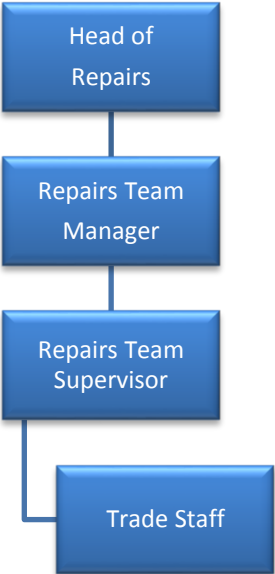 Head of
Repairs
Repairs Team
Manager
Repairs Team
Supervisor
Trade Staff